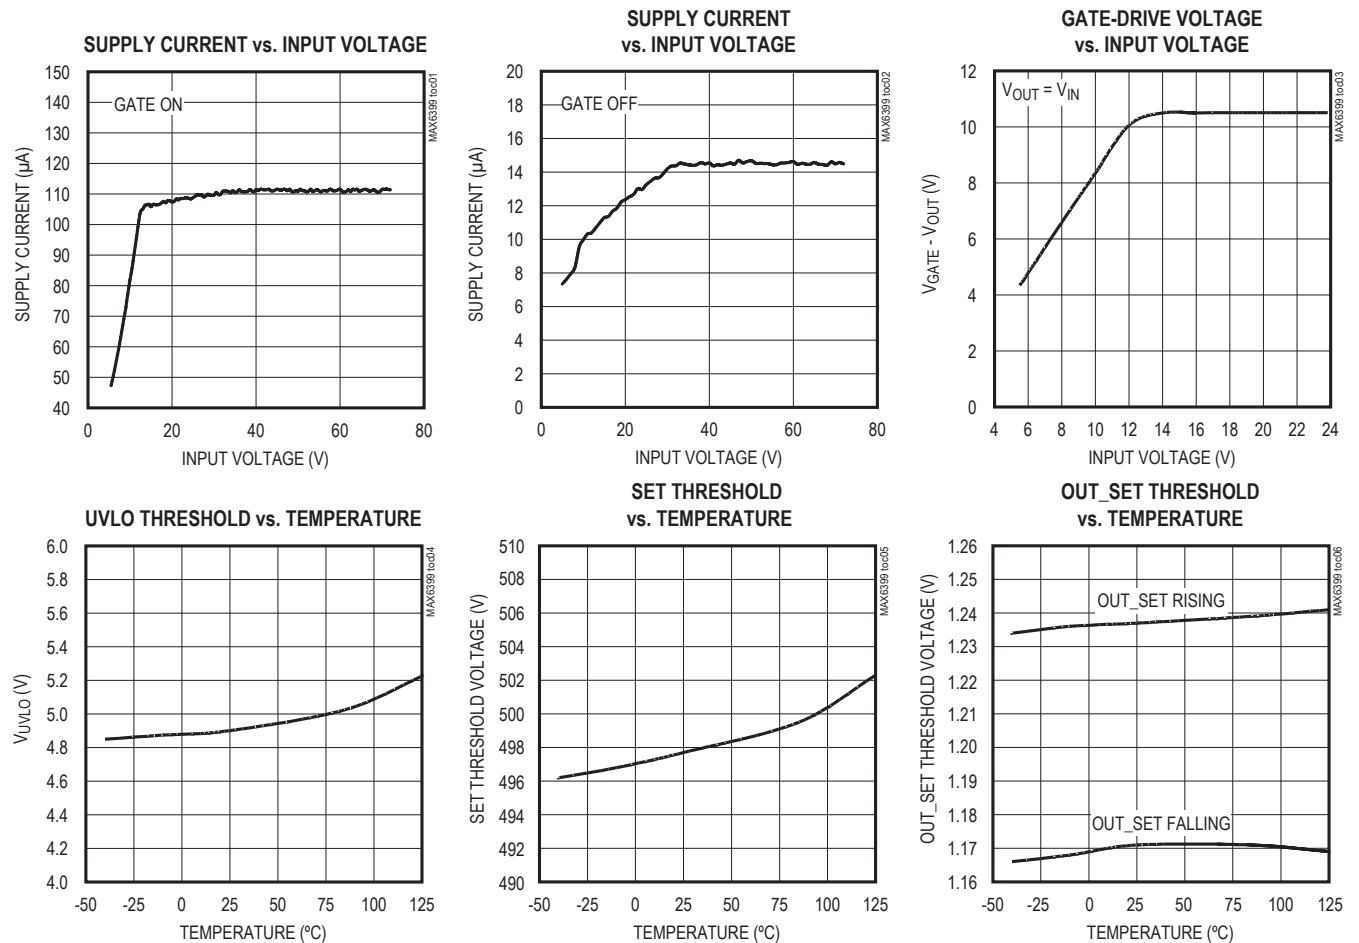 SUPPLY CURRENT vs. INPUT VOLTAGE
150
140
130
120
110
100
90
80
70
60
50
40
SUPPLY CURRENT (µA)
GATE ON
MAX6399 toc01
0 20 40 60 80
INPUT VOLTAGE (V)
SUPPLY CURRENT
vs. INPUT VOLTAGE
20
18
16
14
12
10
8
6
4
2
0
SUPPLY CURRENT (µA)
GATE OFF
MAX6399 toc02
0 20 40 60 80
INPUT VOLTAGE (V)
GATE-DRIVE VOLTAGE
vs. INPUT VOLTAGE
12
10
8
6
4
2
0
VGATE - VOUT (V)
VOUT = VIN
MAX6399 toc03
4 6 8 10 12 14 16 18 20 22 24
INPUT VOLTAGE (V)
UVLO THRESHOLD vs. TEMPERATURE
6.0
5.8
5.6
5.4
5.2
5.0
4.8
4.6
4.4
4.2
4.0
VUVLO (V)
MAX6399 toc04
-50 -25 0 25 50 75 100 125
TEMPERATURE (ºC)
SET THRESHOLD
vs. TEMPERATURE
510
508
506
504
502
500
498
496
494
492
490
SET THRESHOLD VOLTAGE (V)
MAX6399 toc05
-50 -25 0 25 50 75 100 125
TEMPERATURE (ºC)
OUT_SET THRESHOLD
vs. TEMPERATURE
1.26
1.25
1.24
1.23
1.22
1.21
1.20
1.19
1.18
1.17
1.16
OUT_SET THRESHOLD VOLTAGE (V)
OUT_SET RISING
OUT_SET FALLING
MAX6399 toc06
-50 -25 0 25 50 75 100 125
TEMPERATURE (ºC)